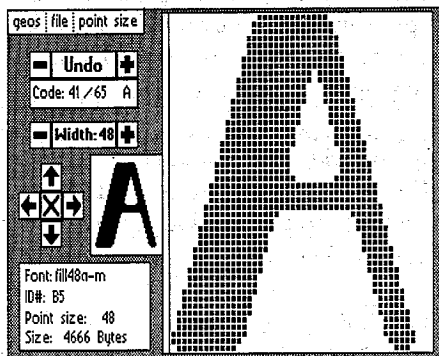 geos file point size
Undo
Code: 41/65 A
Width: 48
Font: fill48a-m
ID#: B5
Point size: 48
Size: 4666 Bytes